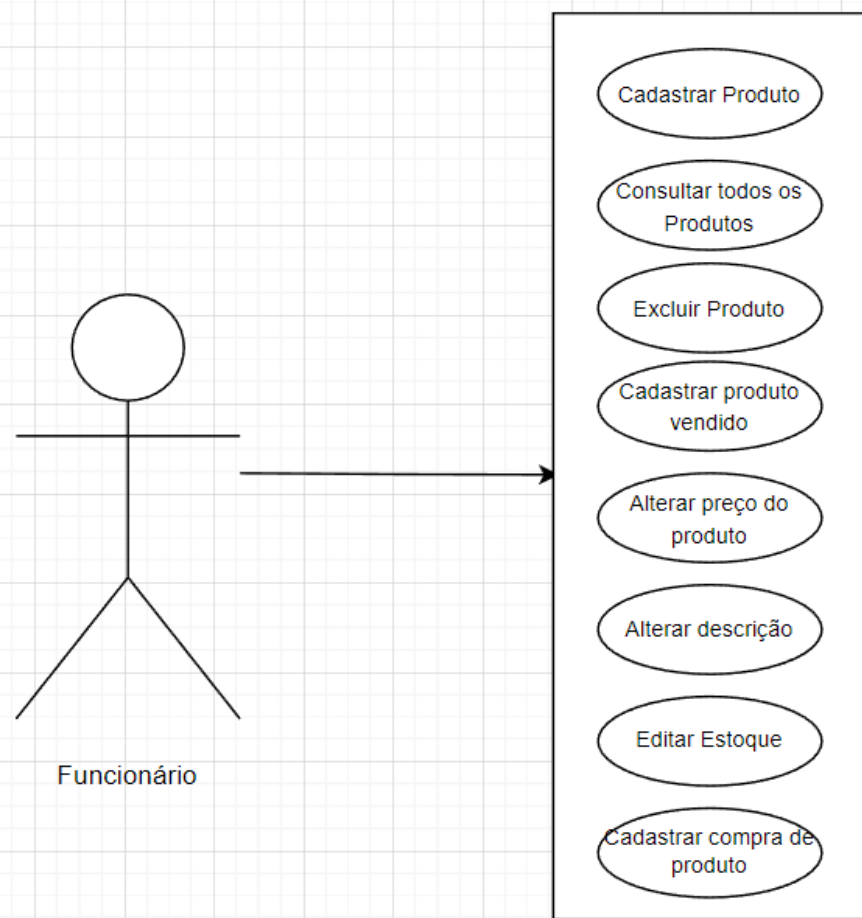 Cadastrar Produto
Consultar todos os
Produtos
Excluir Produto
Cadastrar produto
vendido
Alterar preço do
produto
Alterar descrição
Editar Estoque
Cadastrar compra de
produto
Funcionário